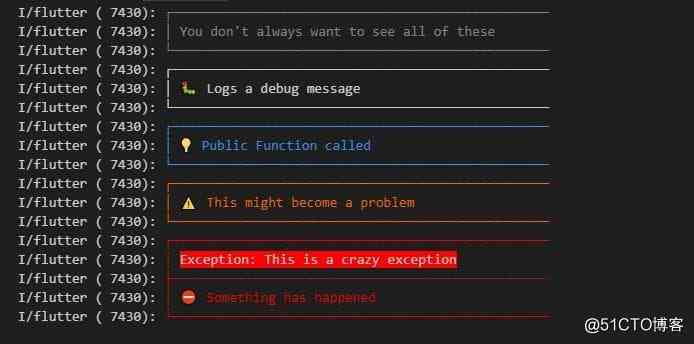 I/flutter ( 7430):
I/flutter ( 7430): You don't always want to see all of these
I/flutter ( 7430):
I/flutter ( 7430):
I/flutter ( 7430): 🐛 Logs a debug message
I/flutter ( 7430):
I/flutter ( 7430):
I/flutter ( 7430): 💡 Public Function called
I/flutter ( 7430):
I/flutter ( 7430):
I/flutter ( 7430): ⚠️ This might become a problem
I/flutter ( 7430):
I/flutter ( 7430):
I/flutter ( 7430): Exception: This is a crazy exception
I/flutter ( 7430):
I/flutter ( 7430): ⛔ Something has happened
I/flutter ( 7430):
@51CTO博客